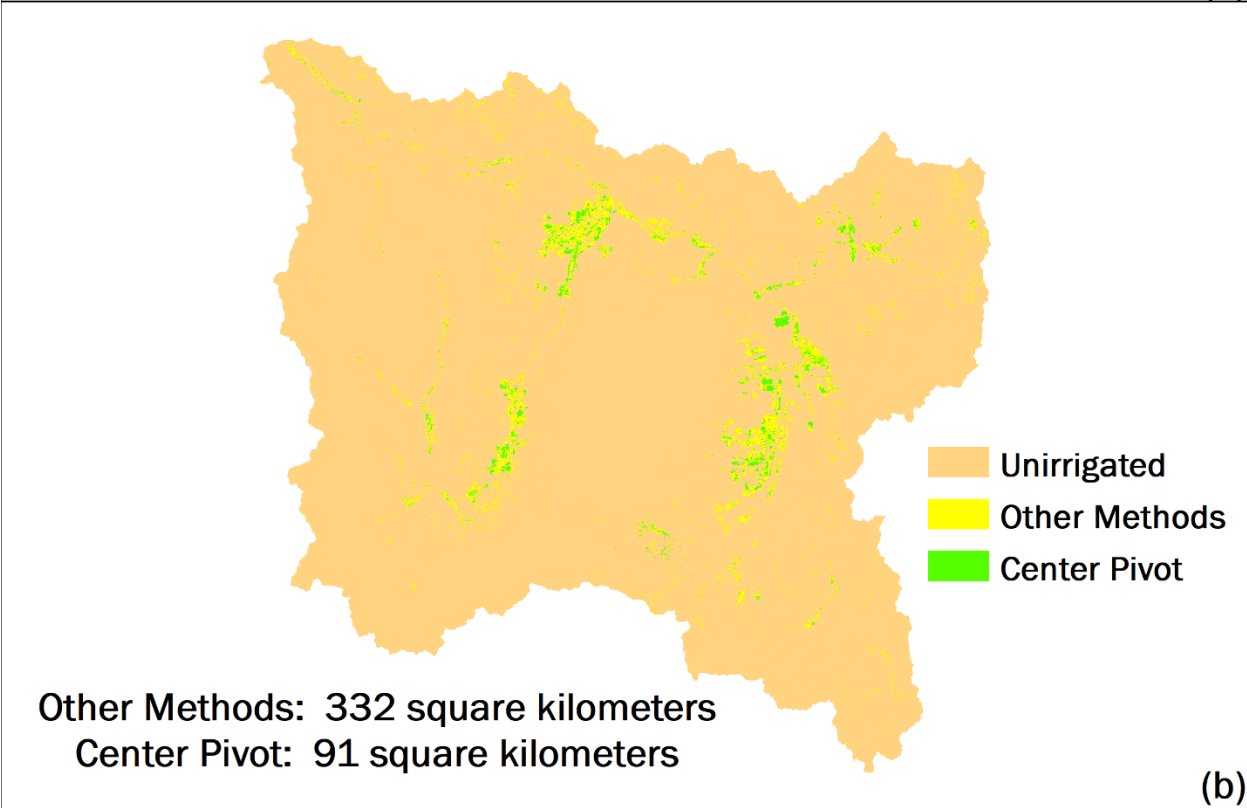 Unirrigated
Other Methods
Center Pivot
Other Methods: 332 square kilometers
Center Pivot: 91 square kilometers
(b)